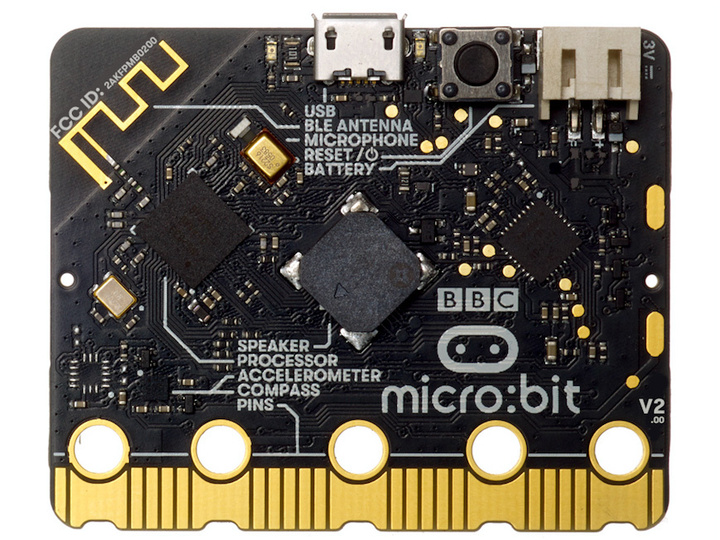 FCC ID: 2AKFPMB0200
3V
USB
BLE ANTENNA
MICROPHONE
RESET/
BATTERY
BBC
SPEAKER
PROCESSOR
ACCELEROMETER
COMPASS
PINS
micro:bit
V2
.00